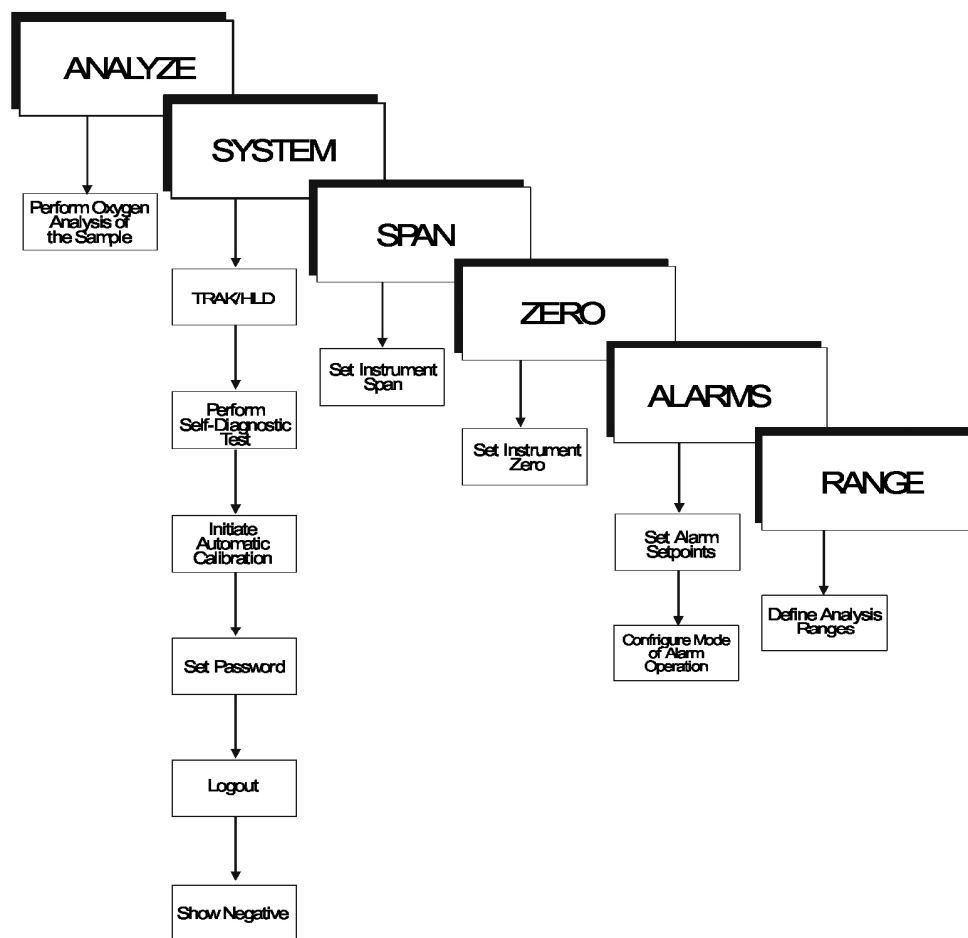 ANALYZE
SYSTEM
SPAN
ZERO
ALARMS
RANGE
Perform Oxygen
Analysis of
the Sample
TRAK/HLD
Perform
Self-Diagnostic
Test
Initiate
Automatic
Calibration
Set Password
Logout
Show Negative
Set Instrument
Span
Set Instrument
Zero
Set Alarm
Setpoints
Confrigure Mode
of Alarm
Operation
Define Analysis
Ranges